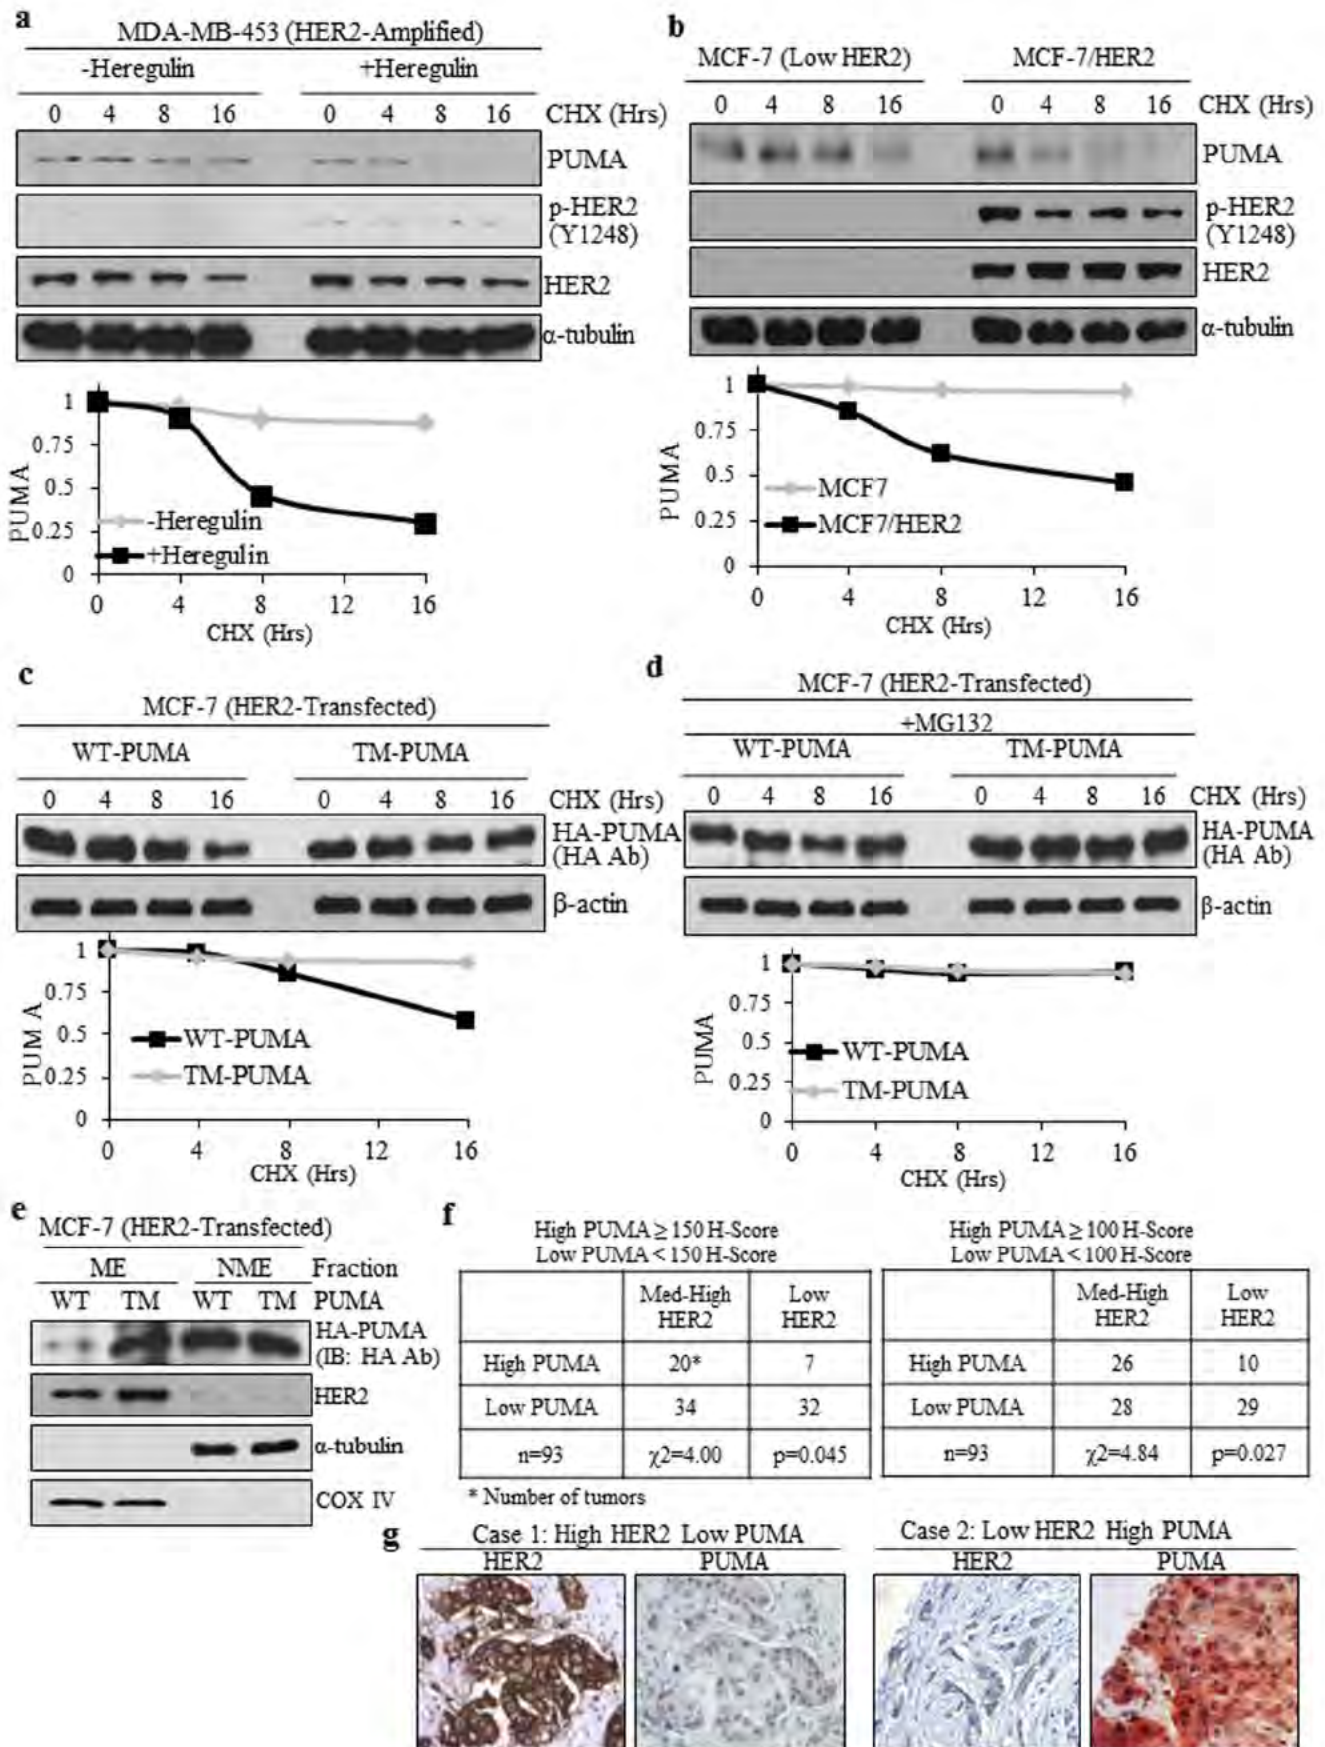 a
MDA-MB-453 (HER2-Amplified)
-Heregulin +Heregulin
0 4 8 16 0 4 8 16 CHX (Hrs)
PUMA
p-HER2
(Y1248)
HER2
α-tubulin
1
0.75
0.5
0.25
0
PUMA
-Heregulin
+Heregulin
0 4 8 12 16
CHX (Hrs)
b
MCF-7 (Low HER2) MCF-7/HER2
0 4 8 16 0 4 8 16 CHX (Hrs)
PUMA
p-HER2
(Y1248)
HER2
α-tubulin
1
0.75
0.5
0.25
0
PUMA
MCF7
MCF7/HER2
0 4 8 12 16
CHX (Hrs)
c
MCF-7 (HER2-Transfected)
WT-PUMA TM-PUMA
0 4 8 16 0 4 8 16 CHX (Hrs)
HA-PUMA
(HA Ab)
β-actin
1
0.75
0.5
0.25
0
PUM A
WT-PUMA
TM-PUMA
0 4 8 12 16
CHX (Hrs)
d
MCF-7 (HER2-Transfected)
+MG132
WT-PUMA TM-PUMA
0 4 8 16 0 4 8 16 CHX (Hrs)
HA-PUMA
(HA Ab)
β-actin
1
0.75
0.5
0.25
0
PUMA
WT-PUMA
TM-PUMA
0 4 8 12 16
CHX (Hrs)
e
MCF-7 (HER2-Transfected)
ME NME Fraction
WT TM WT TM PUMA
HA-PUMA
(IB: HA Ab)
HER2
α-tubulin
COX IV
f
High PUMA ≥ 150 H-Score
Low PUMA < 150 H-Score
Med-High HER2 Low HER2
High PUMA 20* 7
Low PUMA 34 32
n=93 χ2=4.00 p=0.045
* Number of tumors
High PUMA ≥ 100 H-Score
Low PUMA < 100 H-Score
Med-High HER2 Low HER2
High PUMA 26 10
Low PUMA 28 29
n=93 χ2=4.84 p=0.027
g
Case 1: High HER2 Low PUMA
HER2 PUMA
Case 2: Low HER2 High PUMA
HER2 PUMA